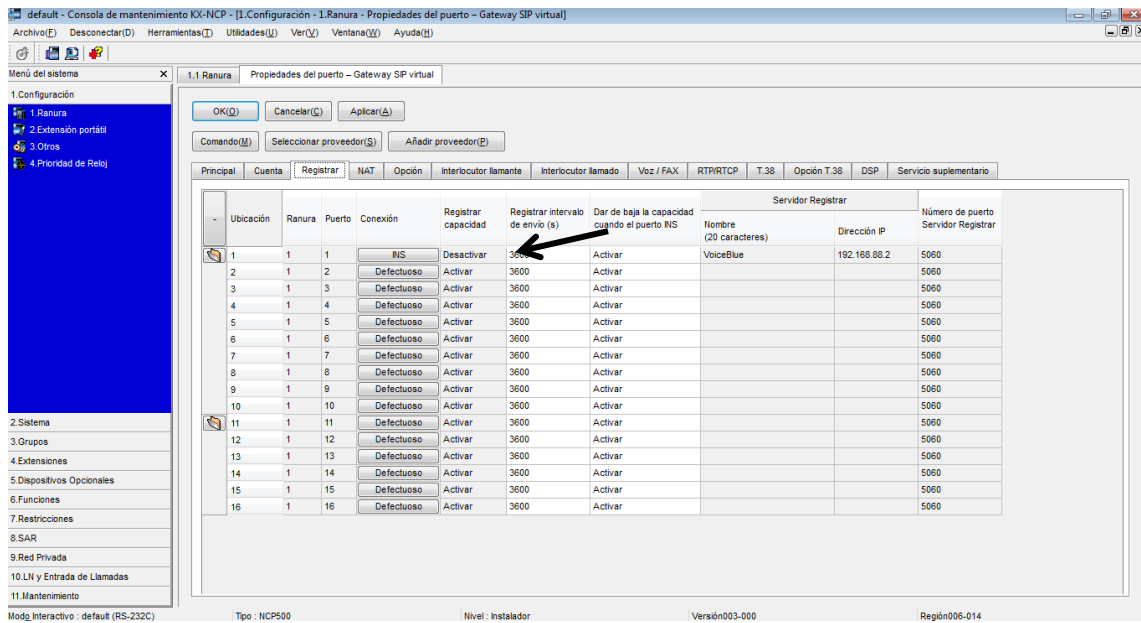 default - Consola de mantenimiento KX-NCP - [1.Configuración - 1.Ranura - Propiedades del puerto – Gateway SIP virtual]
Archivo(F) Desconectar(D) Herramientas(T) Utilidades(U) Ver(V) Ventana(W) Ayuda(H)
Menú del sistema X
1.Configuración
1.Ranura
2.Extensión portátil
3.Otros
4.Prioridad de Reloj
2.Sistema
3.Grupos
4.Extensiones
5.Dispositivos Opcionales
6.Funciones
7.Restricciones
8.SAR
9.Red Privada
10.LN y Entrada de Llamadas
11.Mantenimiento
1.1 Ranura Propiedades del puerto – Gateway SIP virtual
OK(O) Cancelar(C) Aplicar(A)
Comando(M) Seleccionar proveedor(S) Añadir proveedor(P)
Principal Cuenta Registrar NAT Opción Interlocutor llamante Interlocutor llamado Voz / FAX RTP/RTCP T.38 Opción T.38 DSP Servicio suplementario
- Ubicación Ranura Puerto Conexión Registrar capacidad Registrar intervalo de envío (s) Dar de baja la capacidad cuando el puerto INS Servidor Registrar Nombre (20 caracteres) Dirección IP Número de puerto Servidor Registrar
1 1 1 INS Desactivar 3600 Activar VoiceBlue 192.168.88.2 5060
2 1 2 Defectuoso Activar 3600 Activar 5060
3 1 3 Defectuoso Activar 3600 Activar 5060
4 1 4 Defectuoso Activar 3600 Activar 5060
5 1 5 Defectuoso Activar 3600 Activar 5060
6 1 6 Defectuoso Activar 3600 Activar 5060
7 1 7 Defectuoso Activar 3600 Activar 5060
8 1 8 Defectuoso Activar 3600 Activar 5060
9 1 9 Defectuoso Activar 3600 Activar 5060
10 1 10 Defectuoso Activar 3600 Activar 5060
11 1 11 Defectuoso Activar 3600 Activar 5060
12 1 12 Defectuoso Activar 3600 Activar 5060
13 1 13 Defectuoso Activar 3600 Activar 5060
14 1 14 Defectuoso Activar 3600 Activar 5060
15 1 15 Defectuoso Activar 3600 Activar 5060
16 1 16 Defectuoso Activar 3600 Activar 5060
Modo Interactivo : default (RS-232C) Tipo : NCP500 Nivel : Instalador Versión003-000 Región006-014